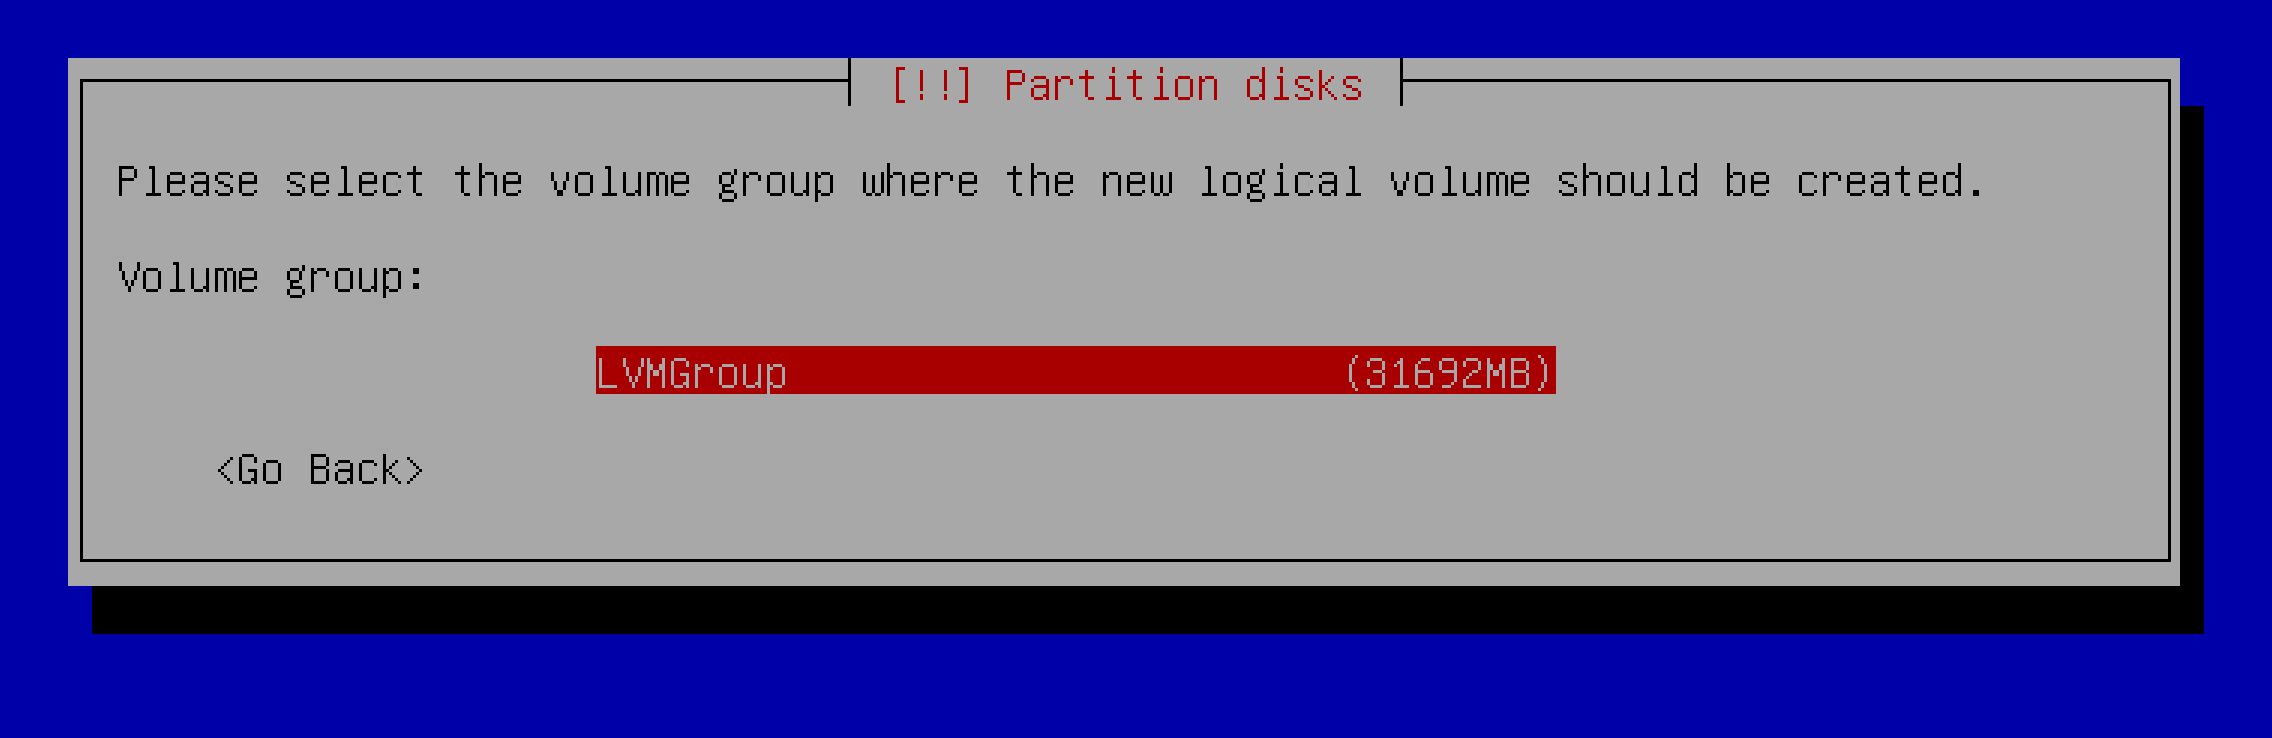 [!!] Partition disks
Please select the volume group where the new logical volume should be created.
Volume group:
LVMGroup (31692MB)
<Go Back>